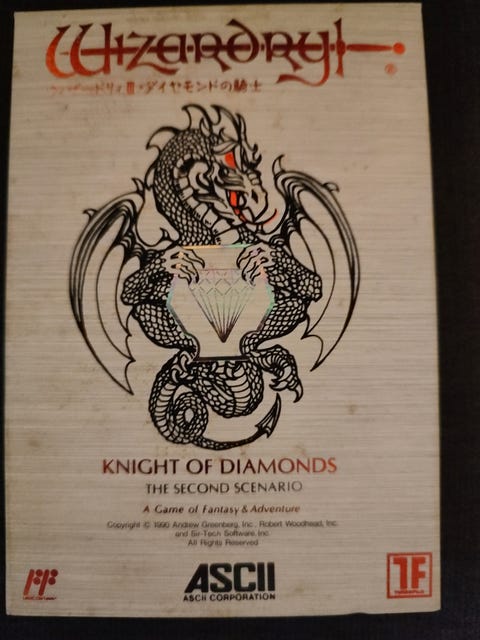 Wizardry
ウィザードリィⅢ・ダイヤモンドの騎士
KNIGHT OF DIAMONDS
THE SECOND SCENARIO
A Game of Fantasy & Adventure
Copyright © 1990 Andrew Greenberg, Inc., Robert Woodhead, Inc.
and Sir-Tech Software, Inc.
All Rights Reserved
ASCII
ASCII CORPORATION